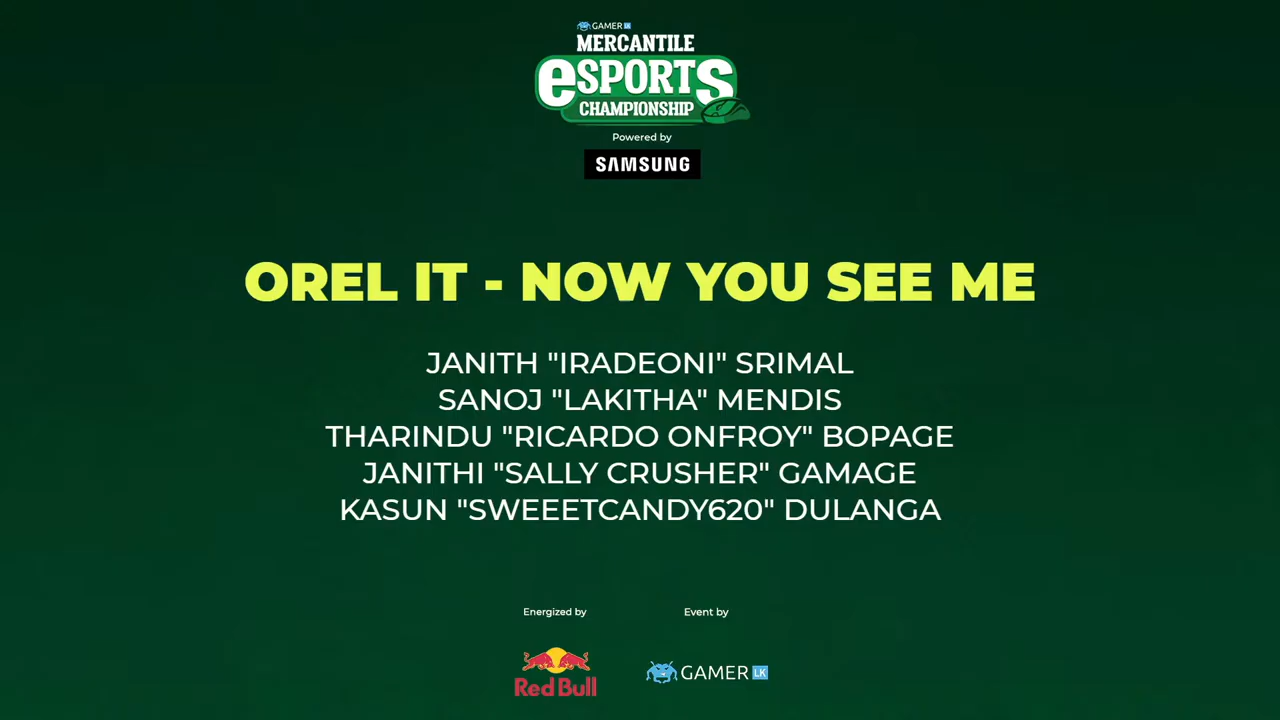 GAMER LK
MERCANTILE
eSPORTS
CHAMPIONSHIP
Powered by
SAMSUNG
OREL IT - NOW YOU SEE ME
JANITH "IRADEONI" SRIMAL
SANOJ "LAKITHA" MENDIS
THARINDU "RICARDO ONFROY" BOPAGE
JANITHI "SALLY CRUSHER" GAMAGE
KASUN "SWEEETCANDY620" DULANGA
Energized by
Event by
Red Bull
GAMER LK